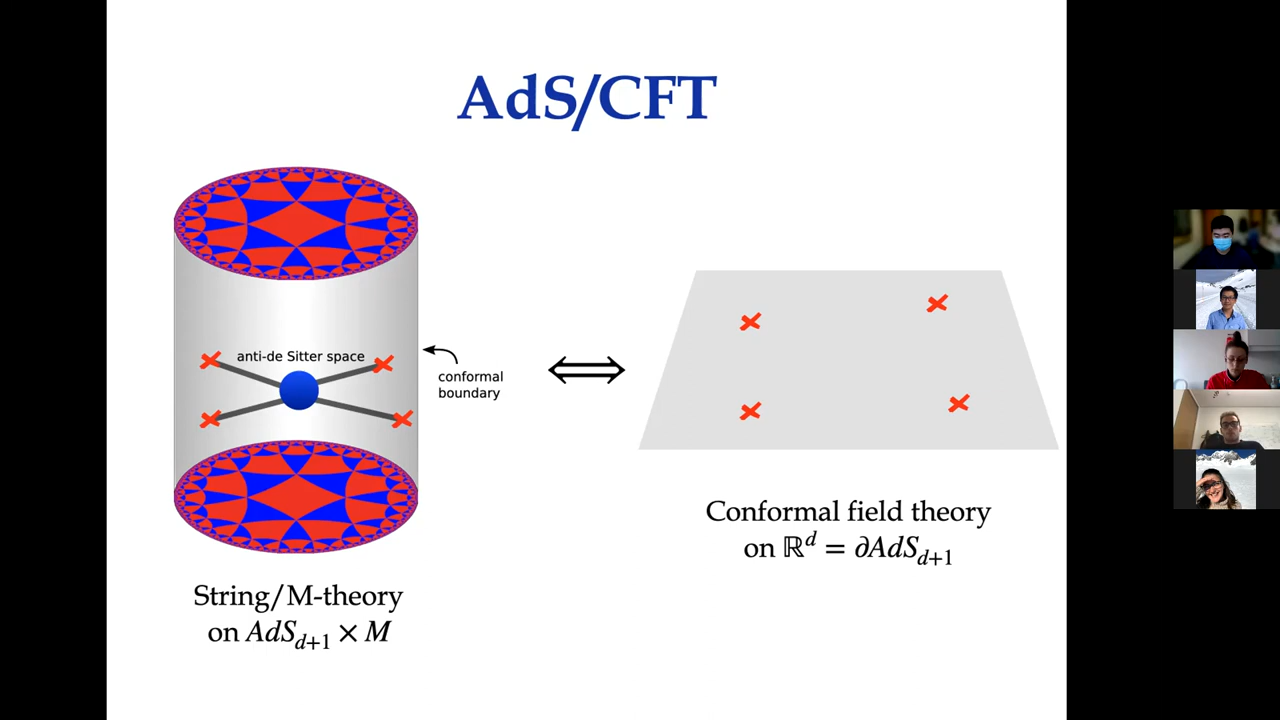 AdS/CFT
anti-de Sitter space
conformal
boundary
String/M-theory
on AdS_{d+1} × M
Conformal field theory
on ℝ^d = ∂AdS_{d+1}